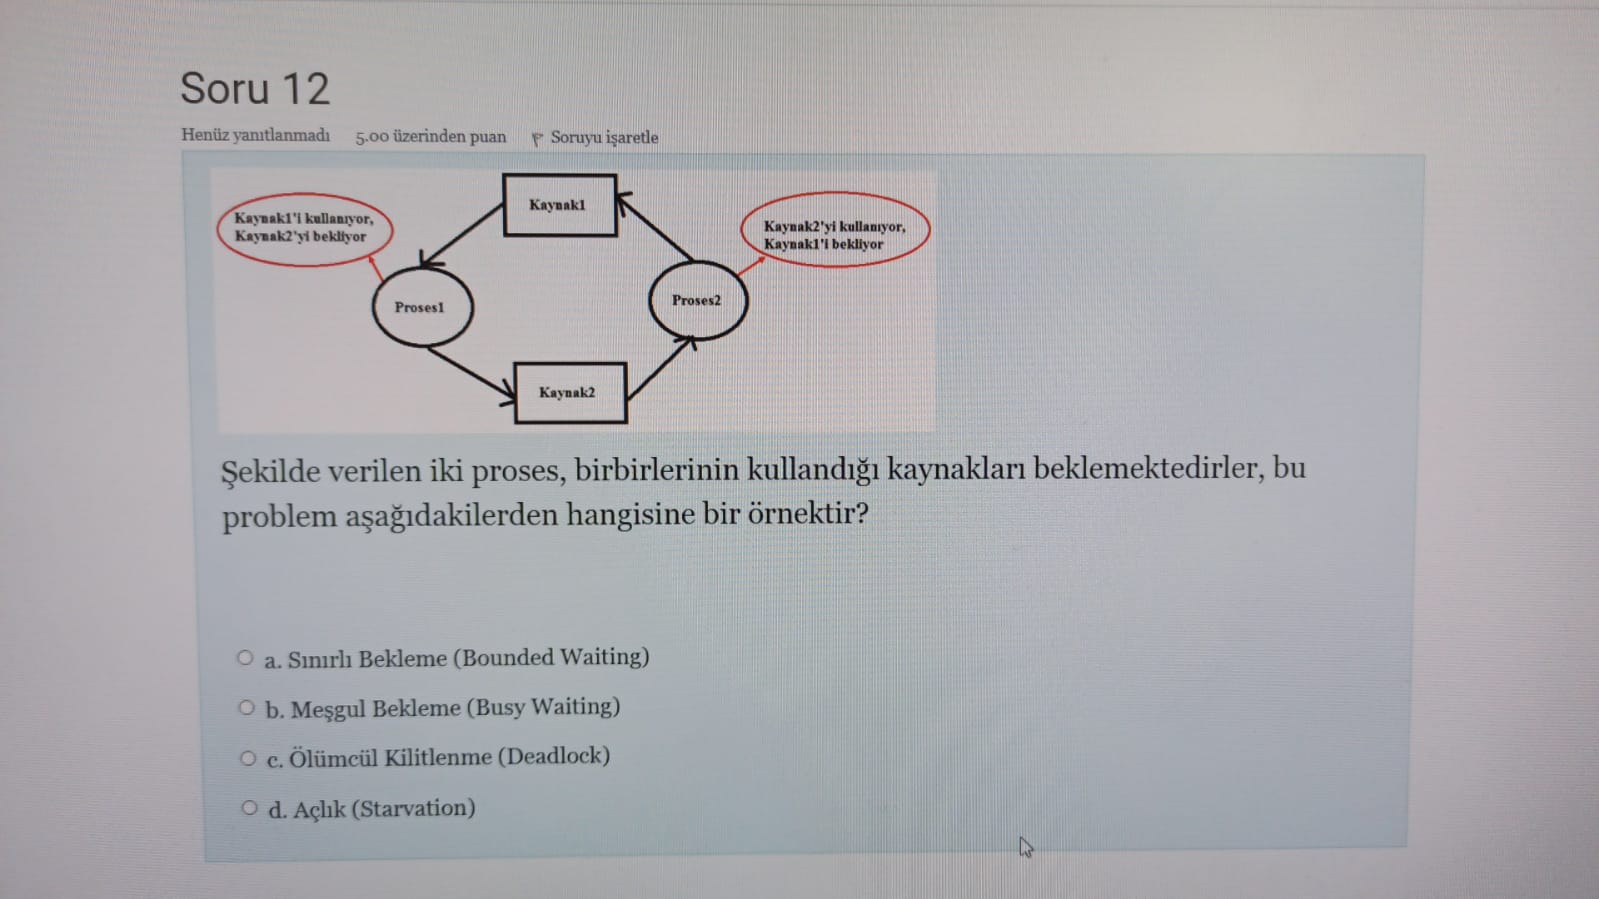 Soru 12
Henüz yanıtlanmadı 5.00 üzerinden puan Soruyu işaretle
Kaynak1'i kullanıyor,
Kaynak2'yi bekliyor
Kaynak1
Kaynak2'yi kullanıyor,
Kaynak1'i bekliyor
Proses1
Proses2
Kaynak2
Şekilde verilen iki proses, birbirlerinin kullandığı kaynakları beklemektedirler, bu
problem aşağıdakilerden hangisine bir örnektir?
a. Sınırlı Bekleme (Bounded Waiting)
b. Meşgul Bekleme (Busy Waiting)
c. Ölümcül Kilitlenme (Deadlock)
d. Açlık (Starvation)